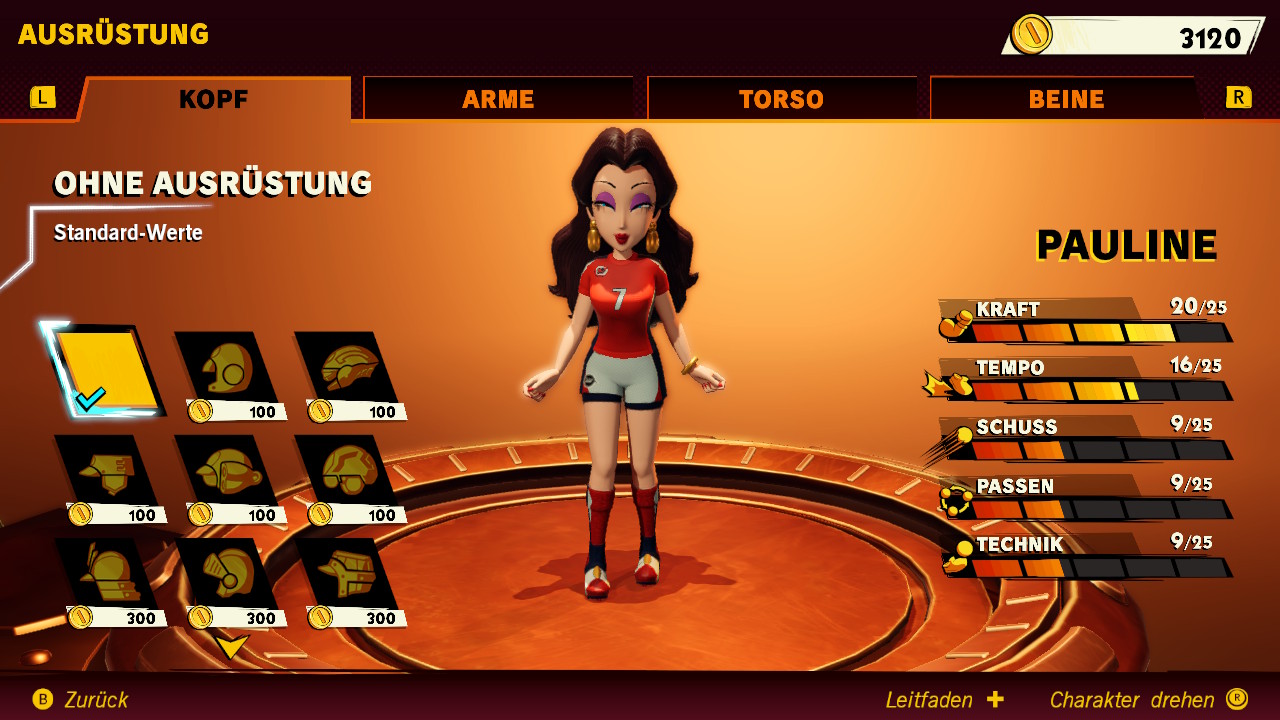 AUSRÜSTUNG
3120
L
KOPF
ARME
TORSO
BEINE
R
OHNE AUSRÜSTUNG
Standard-Werte
100
100
100
100
100
300
300
300
7
PAULINE
KRAFT 20/25
TEMPO 16/25
SCHUSS 9/25
PASSEN 9/25
TECHNIK 9/25
B Zurück
Leitfaden +
Charakter drehen R